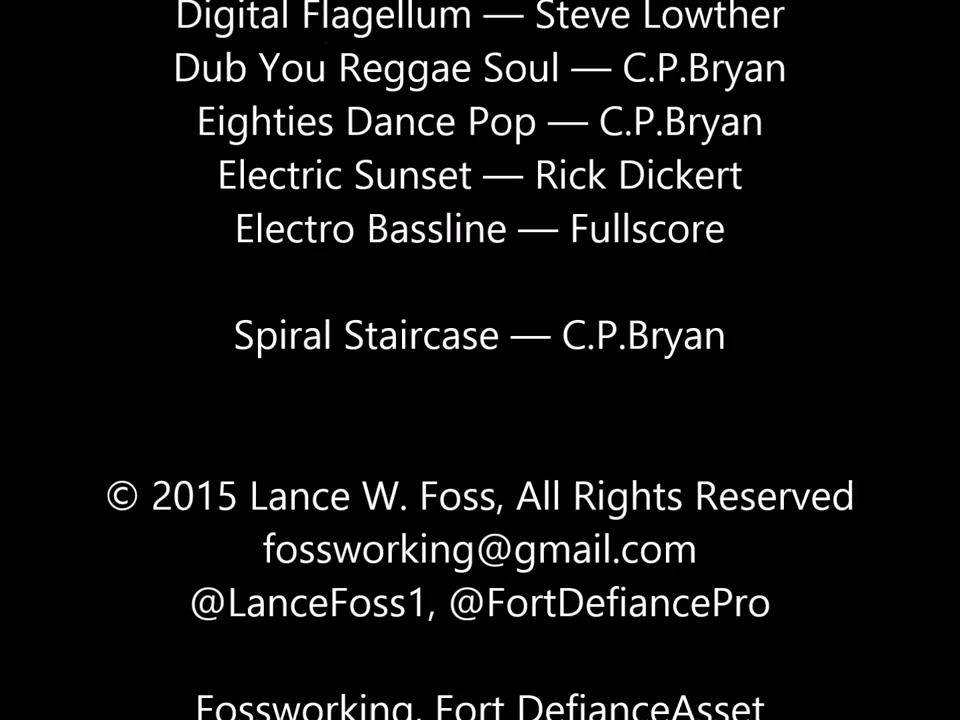 Digital Flagellum — Steve Lowther
Dub You Reggae Soul — C.P.Bryan
Eighties Dance Pop — C.P.Bryan
Electric Sunset — Rick Dickert
Electro Bassline — Fullscore
Spiral Staircase — C.P.Bryan
© 2015 Lance W. Foss, All Rights Reserved
fossworking@gmail.com
@LanceFoss1, @FortDefiancePro
Fossworking, Fort DefianceAsset